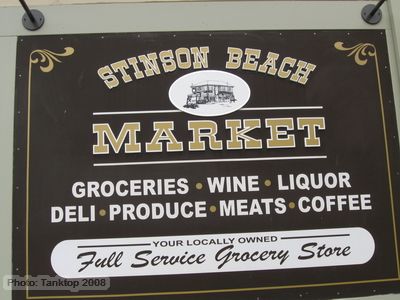 STINSON BEACH
MARKET
GROCERIES • WINE • LIQUOR
DELI • PRODUCE • MEATS • COFFEE
YOUR LOCALLY OWNED
Full Service Grocery Store
Photo: Tanktop 2008